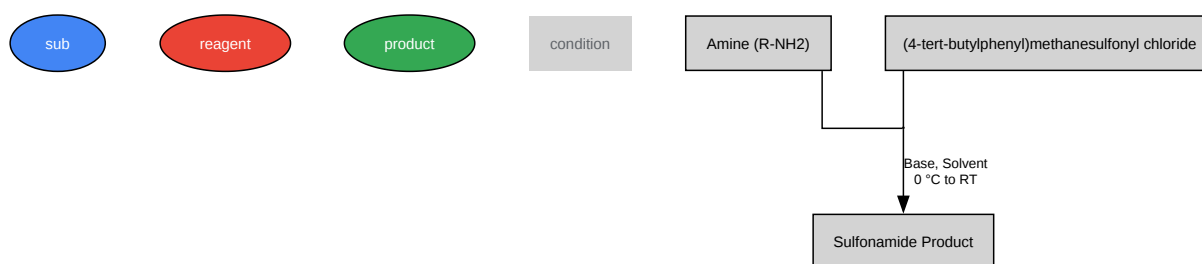 sub
reagent
product
condition
Amine (R-NH2)
(4-tert-butylphenyl)methanesulfonyl chloride
Base, Solvent
0 °C to RT
Sulfonamide Product